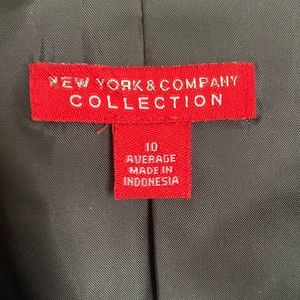 NEW YORK & COMPANY
COLLECTION
10
AVERAGE
MADE IN
INDONESIA